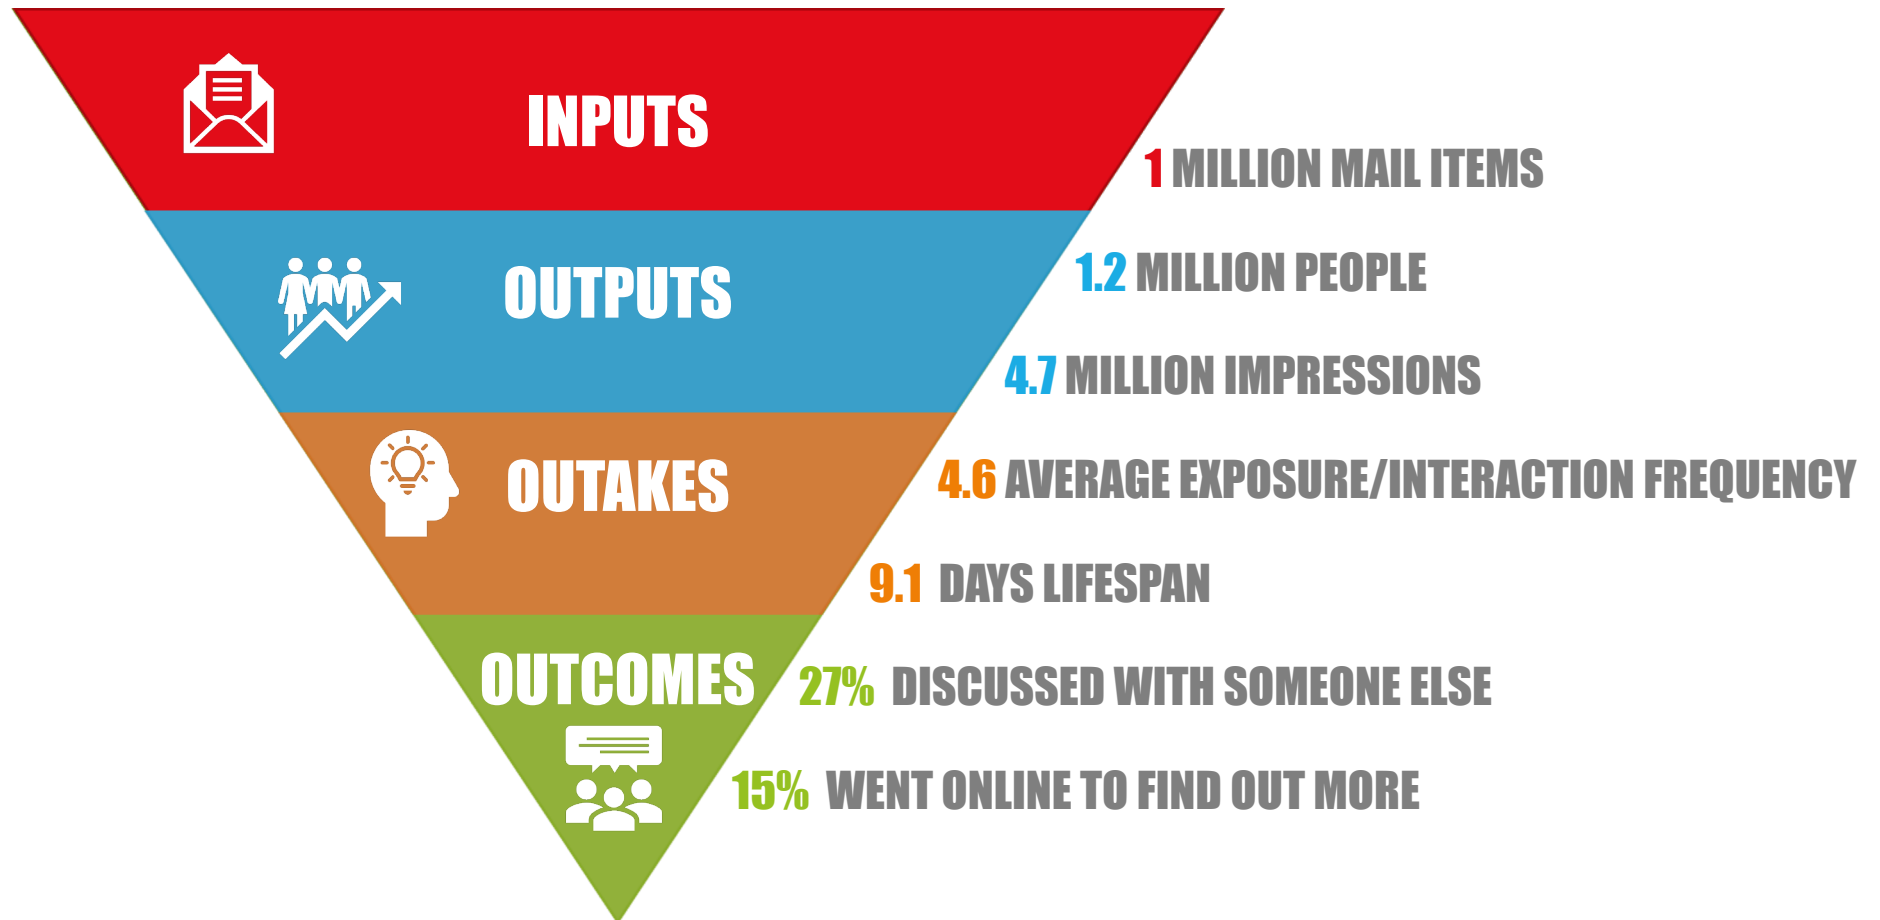 INPUTS
1 MILLION MAIL ITEMS
OUTPUTS
1.2 MILLION PEOPLE
4.7 MILLION IMPRESSIONS
OUTAKES
4.6 AVERAGE EXPOSURE/INTERACTION FREQUENCY
9.1 DAYS LIFESPAN
OUTCOMES
27% DISCUSSED WITH SOMEONE ELSE
15% WENT ONLINE TO FIND OUT MORE